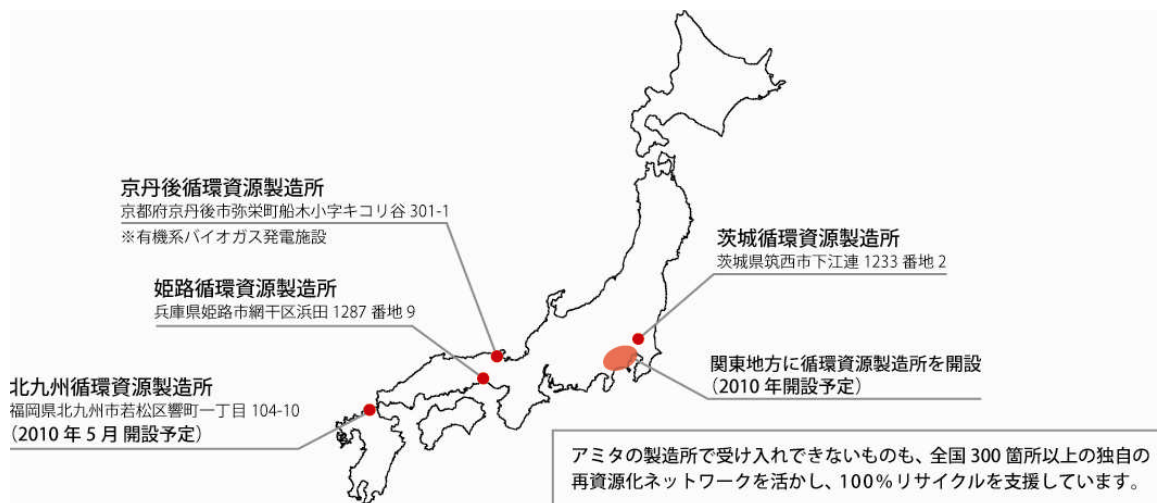 京丹後循環資源製造所
京都府京丹後市弥栄町船木小字キコリ谷 301-1
※有機系バイオガス発電施設
茨城循環資源製造所
茨城県筑西市下江連 1233 番地 2
姫路循環資源製造所
兵庫県姫路市網干区浜田 1287 番地 9
関東地方に循環資源製造所を開設
（2010 年開設予定）
北九州循環資源製造所
福岡県北九州市若松区響町一丁目 104-10
（2010 年 5 月 開設予定）
アミタの製造所で受け入れできないものも、全国 300 箇所以上の独自の
再資源化ネットワークを活かし、100％リサイクルを支援しています。